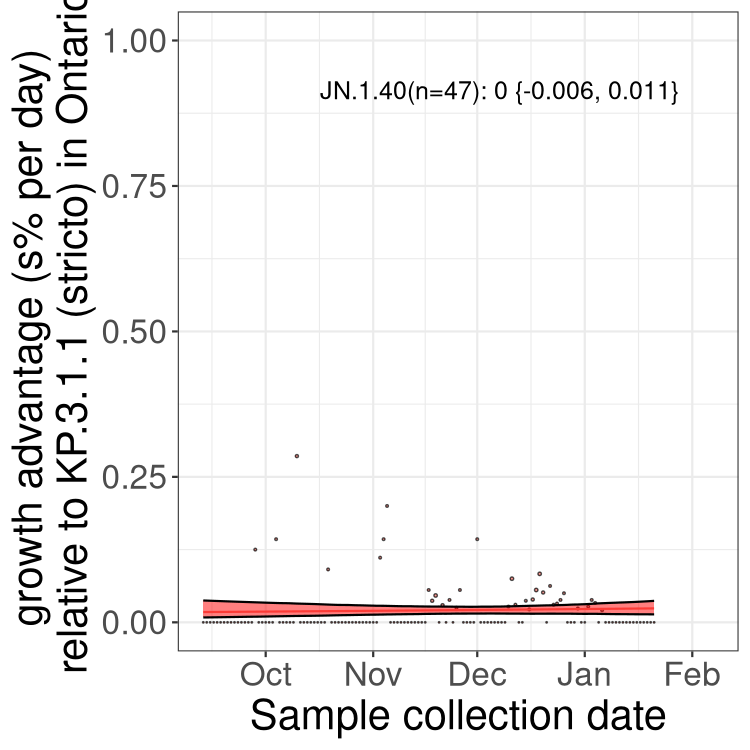 growth advantage (s% per day)
relative to KP.3.1.1 (stricto) in Ontario
1.00
JN.1.40(n=47): 0 {-0.006, 0.011}
0.75
0.50
0.25
0.00
Oct Nov Dec Jan Feb
Sample collection date